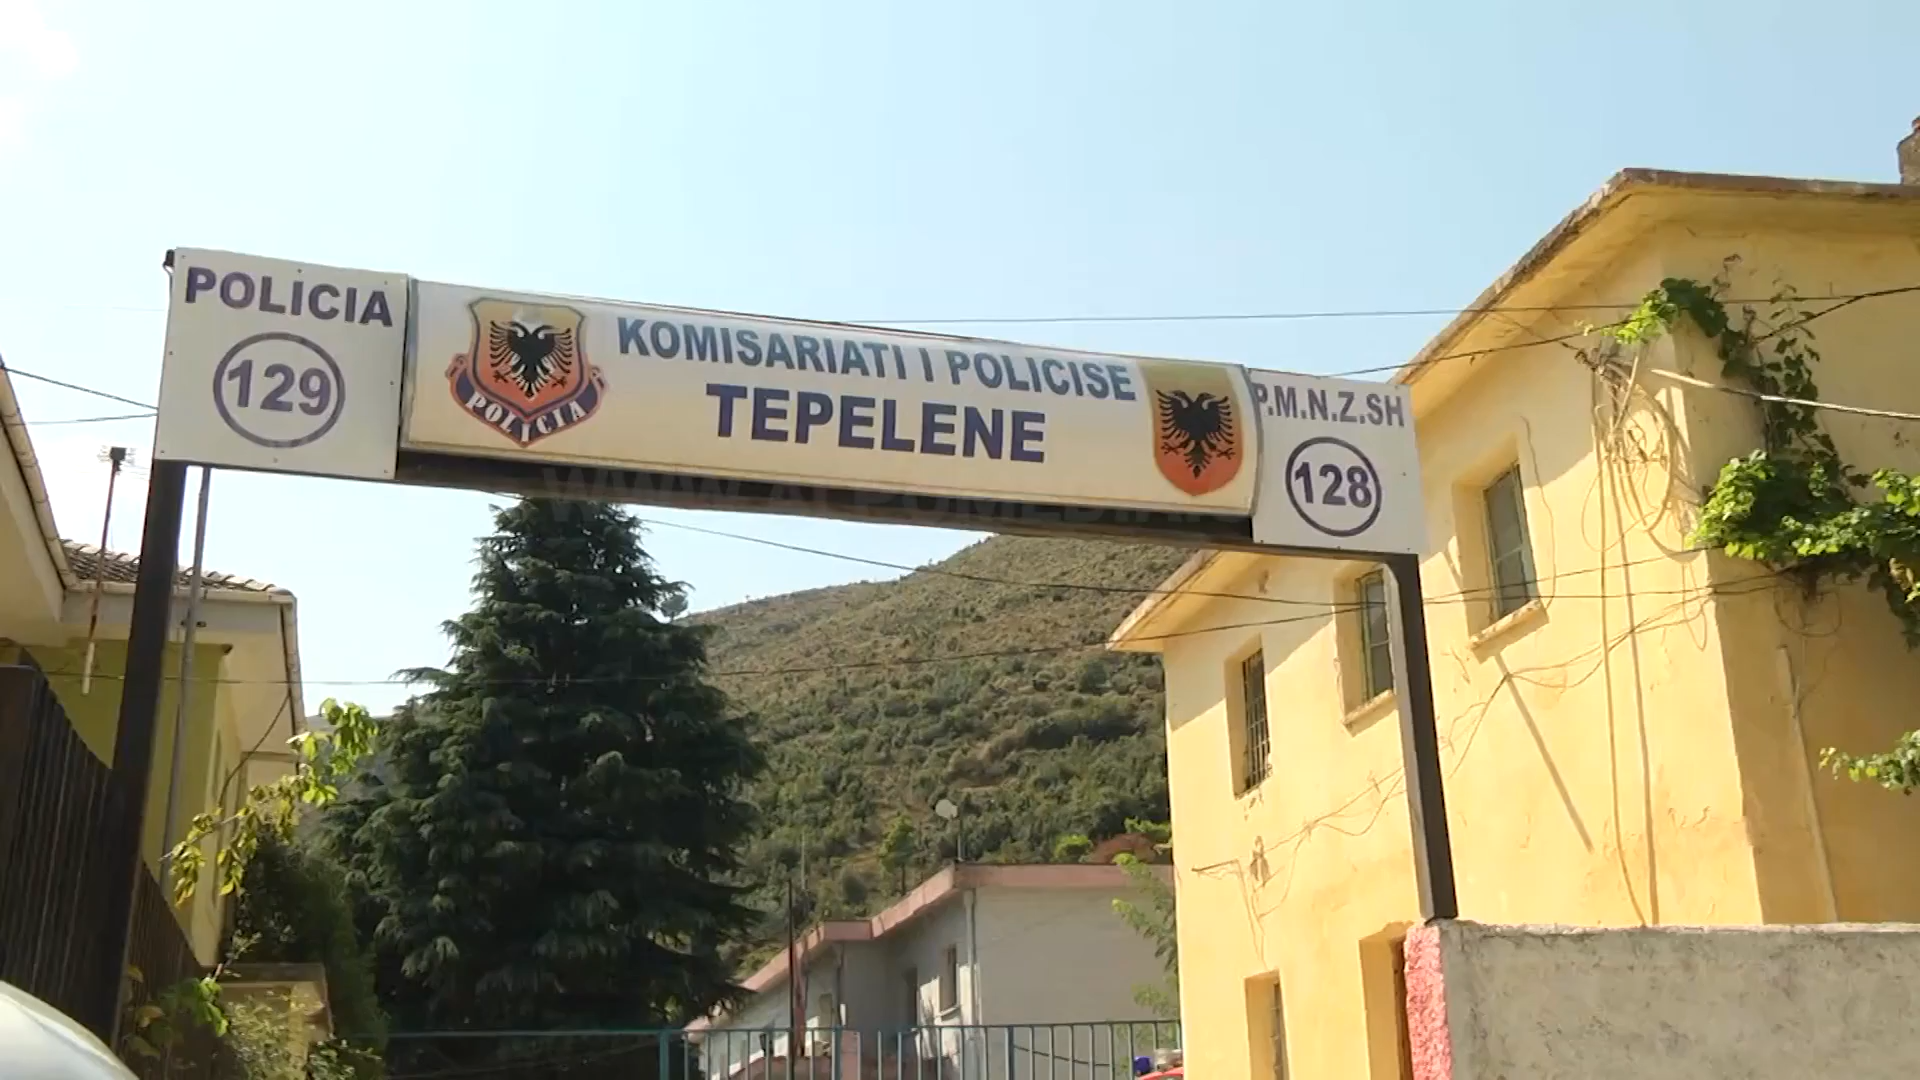 POLICIA
129
POLICIA
KOMISARIATI I POLICISE
TEPELENE
P.M.N.Z.SH
128